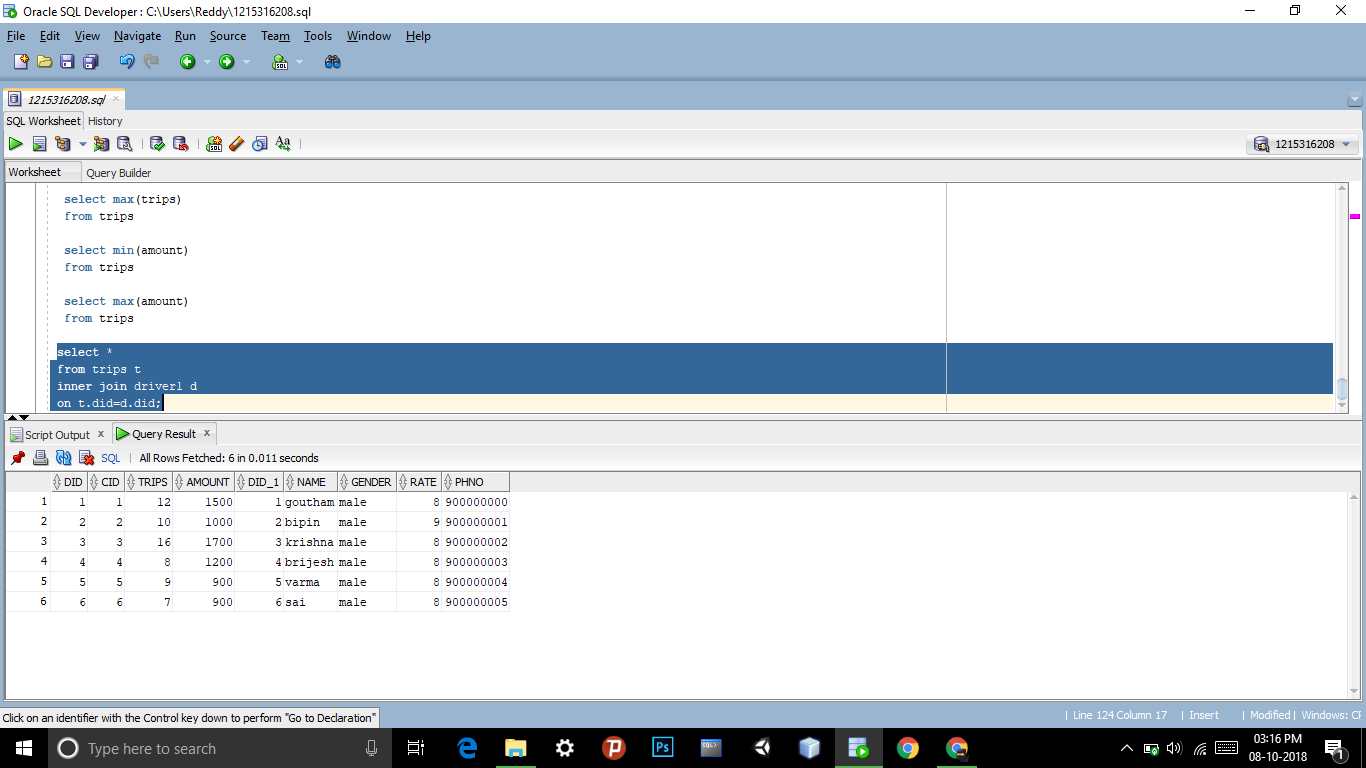 Oracle SQL Developer : C:\Users\Reddy\1215316208.sql
File Edit View Navigate Run Source Team Tools Window Help
SQL
1215316208.sql
SQL Worksheet History
Aa
1215316208
Worksheet Query Builder
select max(trips)
from trips
select min(amount)
from trips
select max(amount)
from trips
select *
from trips t
inner join driver1 d
on t.did=d.did;
Script Output x Query Result x
SQL | All Rows Fetched: 6 in 0.011 seconds
DID CID TRIPS AMOUNT DID_1 NAME GENDER RATE PHNO
1 1 1 12 1500 1 goutham male 8 900000000
2 2 2 10 1000 2 bipin male 9 900000001
3 3 3 16 1700 3 krishna male 8 900000002
4 4 4 8 1200 4 brijesh male 8 900000003
5 5 5 9 900 5 varma male 8 900000004
6 6 6 7 900 6 sai male 8 900000005
Click on an identifier with the Control key down to perform "Go to Declaration"
| Line 124 Column 17 | Insert | Modified | Windows: CF
Type here to search
Ps
SQL>
03:16 PM
08-10-2018
1